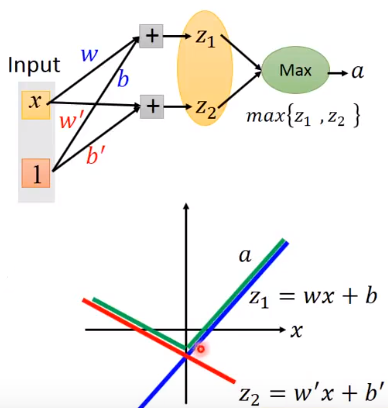 Input
x
1
w
b
w'
b'
+
+
z₁
z₂
Max
a
max{z₁ , z₂ }
a
z₁ = wx + b
x
z₂ = w'x + b'